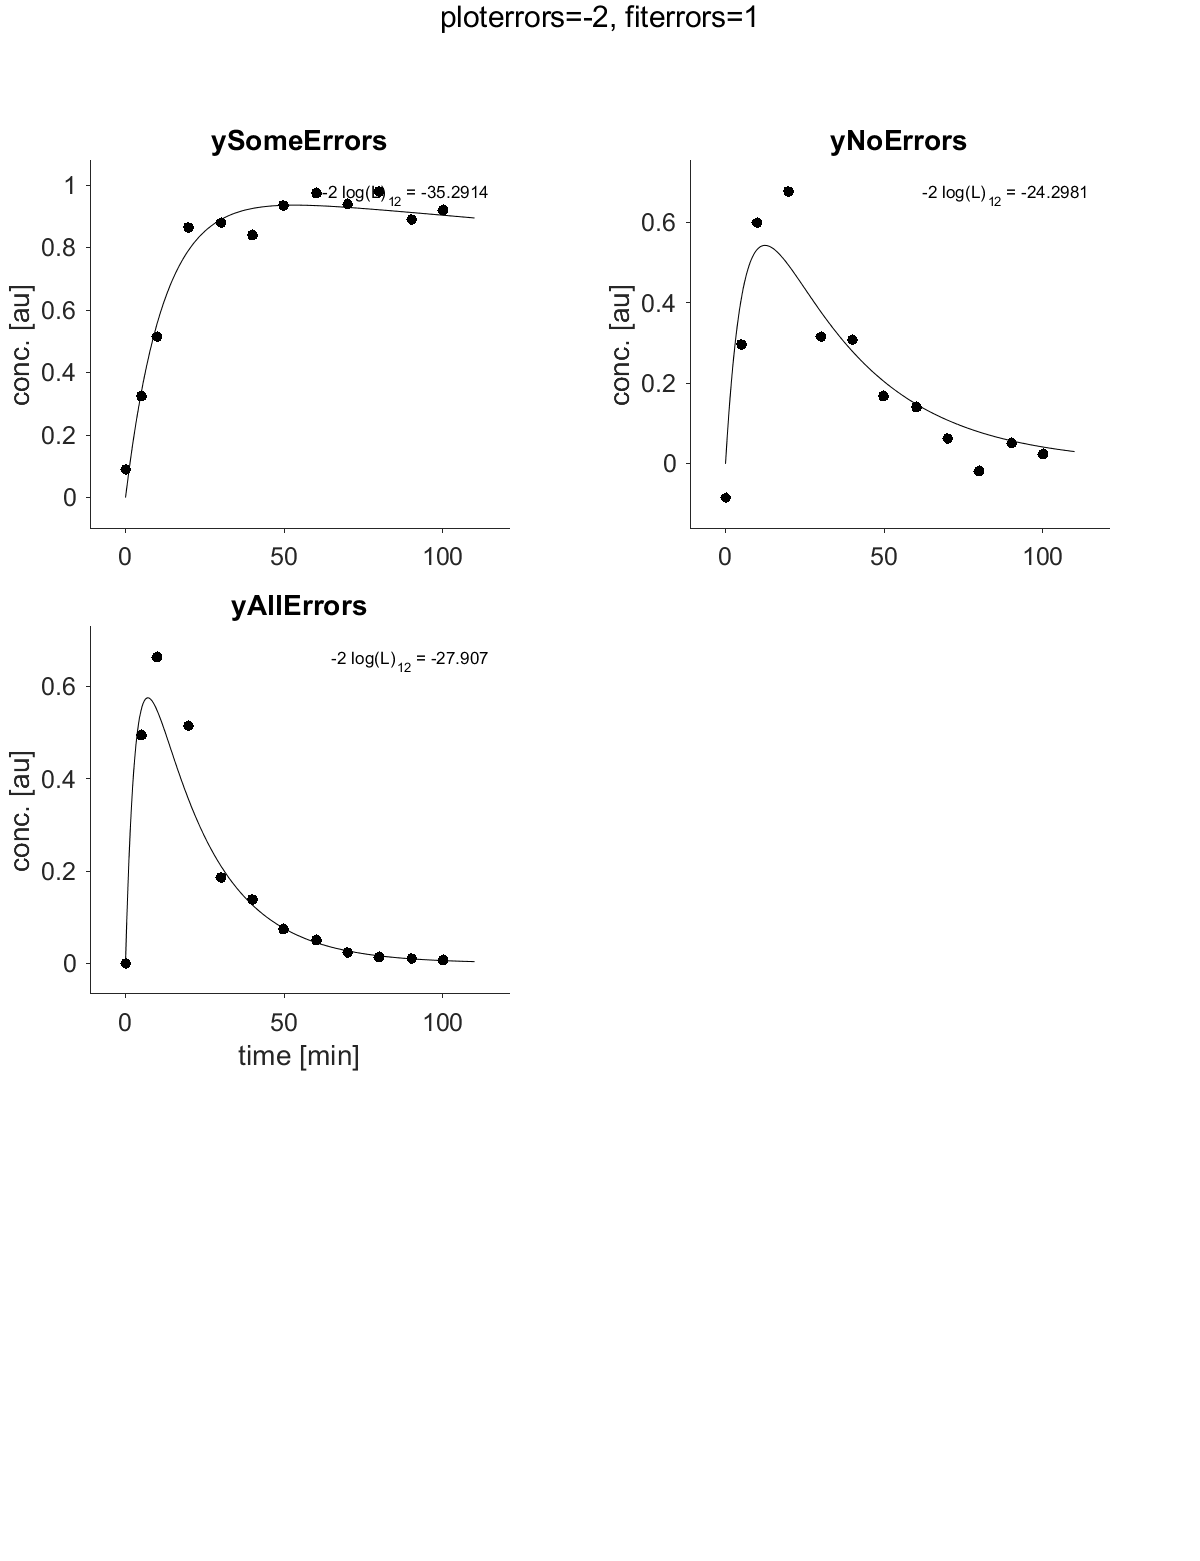 ploterrors=-2, fiterrors=1
ySomeErrors
-2 log(L)12 = -35.2914
conc. [au]
1
0.8
0.6
0.4
0.2
0
0 50 100
yNoErrors
-2 log(L)12 = -24.2981
conc. [au]
0.6
0.4
0.2
0
0 50 100
yAllErrors
-2 log(L)12 = -27.907
conc. [au]
0.6
0.4
0.2
0
0 50 100
time [min]